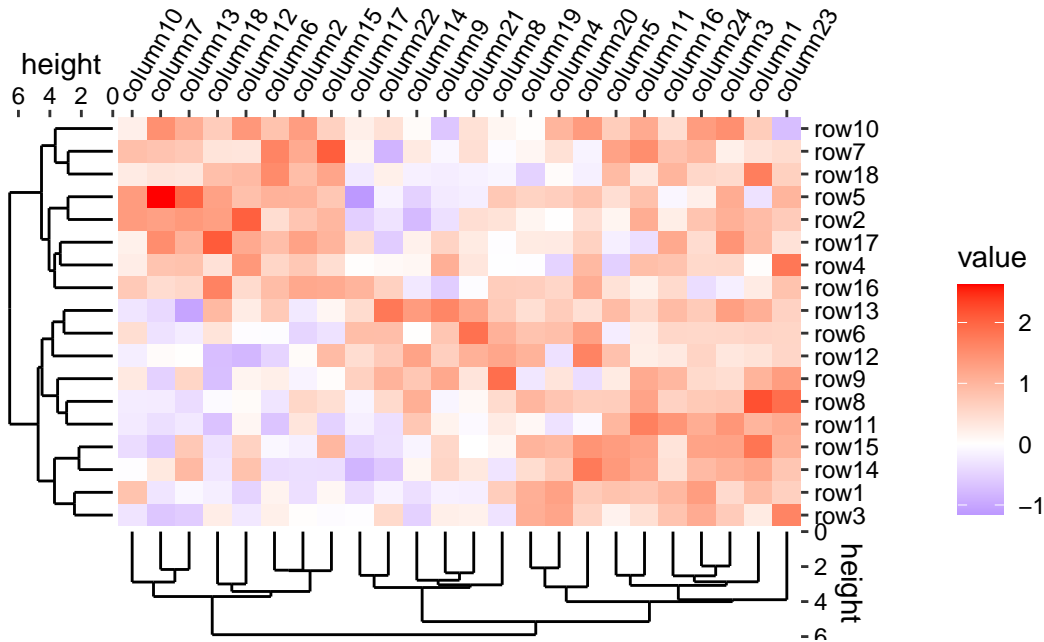 column10
column7
column13
column18
column12
column6
column2
column15
column17
column22
column14
column9
column21
column8
column19
column4
column20
column5
column11
column16
column24
column3
column1
column23
height
6 4 2 0
row10
row7
row18
row5
row2
row17
row4
row16
row13
row6
row12
row9
row8
row11
row15
row14
row1
row3
value
2
1
0
−1
0
2
4
6
height